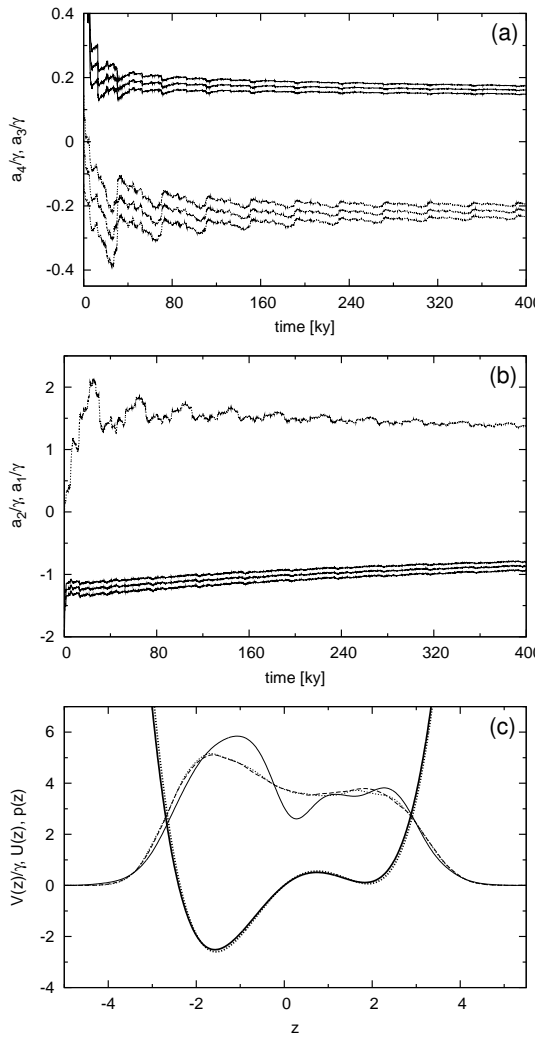 (a)
0.4
0.2
0
-0.2
-0.4
a4/γ, a3/γ
0 80 160 240 320 400
time [ky]
(b)
2
1
0
-1
-2
a2/γ, a1/γ
0 80 160 240 320 400
time [ky]
(c)
6
4
2
0
-2
-4
V(z)/γ, U(z), p(z)
-4 -2 0 2 4
z